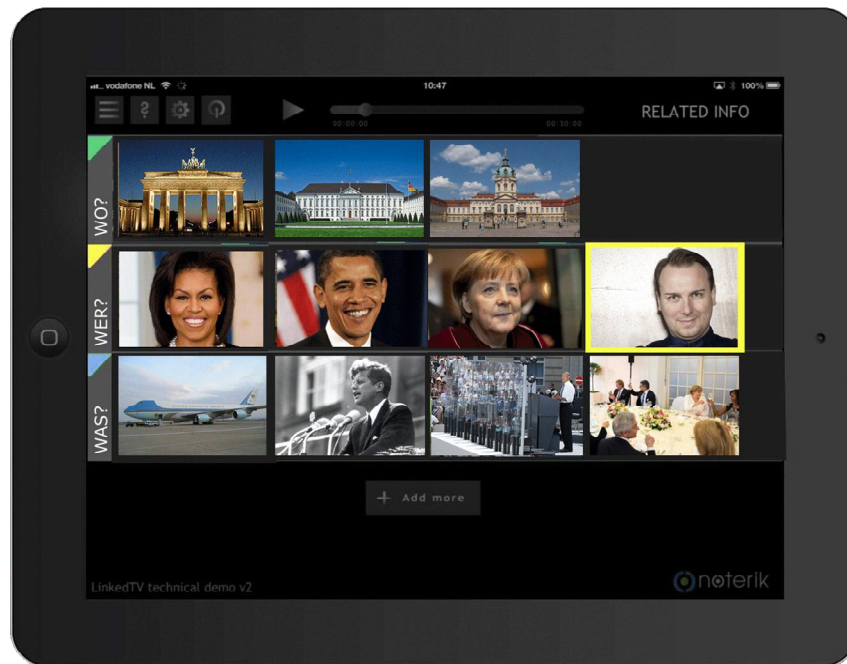 vodafone NL 10:47 100%
? RELATED INFO
00:00:00 00:30:00
WO?
WER?
WAS?
+ Add more
LinkedTV technical demo v2
noterik